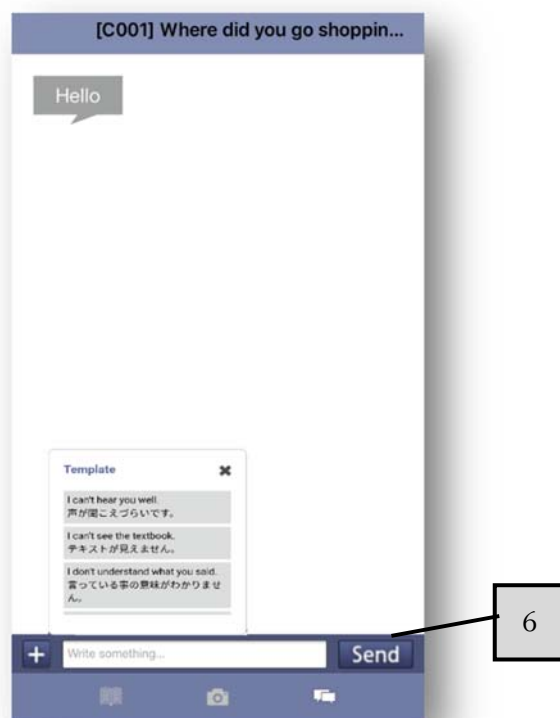 [C001] Where did you go shoppin...
Hello
Template
I can't hear you well.
声が聞こえづらいです。
I can't see the textbook.
テキストが見えません。
I don't understand what you said.
言っている事の意味がわかりませ
ん。
Write something...
Send
6